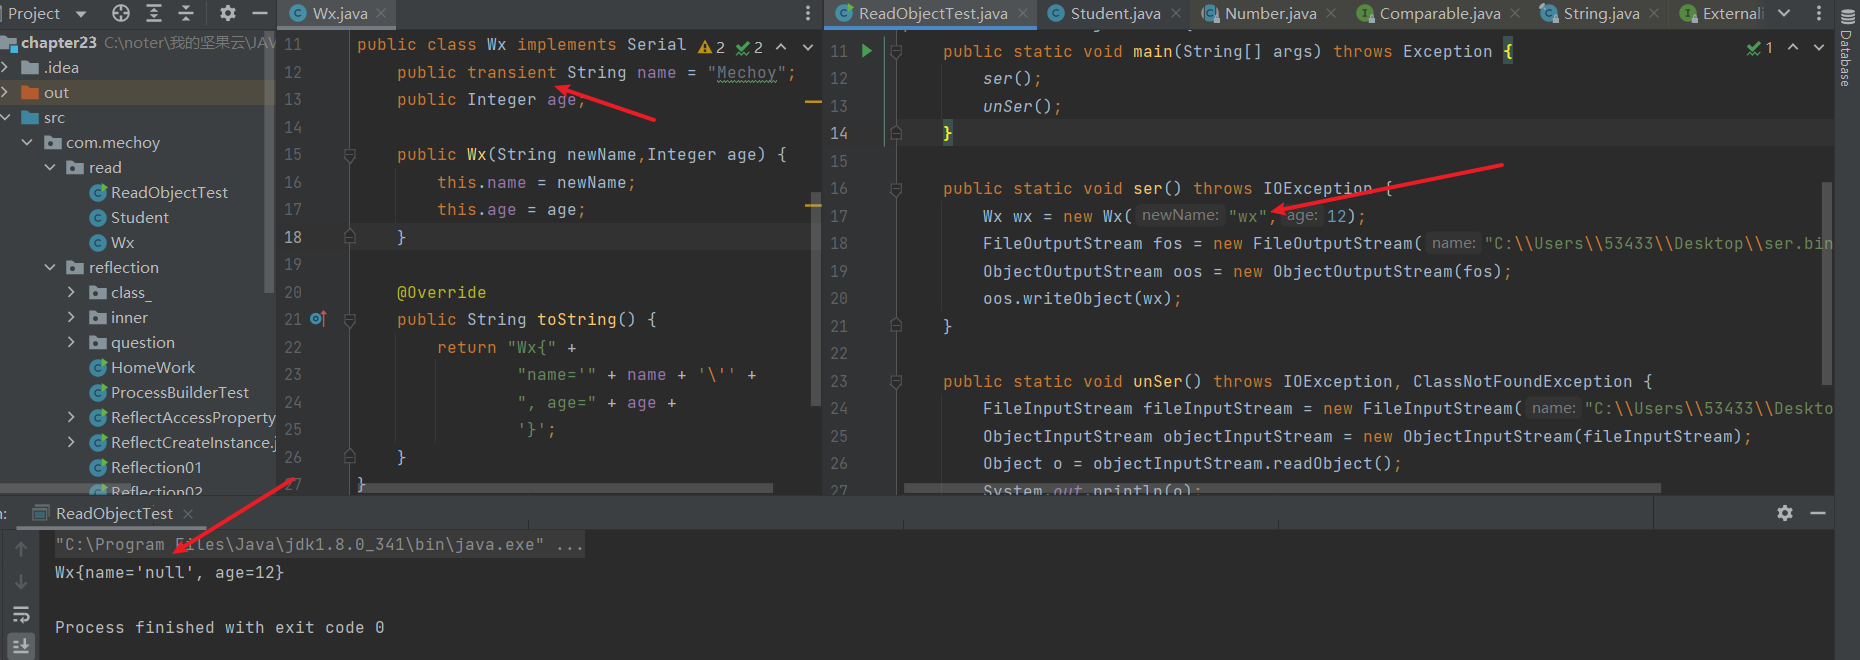 Project
Wx.java
ReadObjectTest.java
Student.java
Number.java
Comparable.java
String.java
Database
chapter23 C:\noter\我的坚果云\JAV
.idea
out
src
com.mechoy
read
ReadObjectTest
Student
Wx
reflection
class_
inner
question
HomeWork
ProcessBuilderTest
ReflectAccessProperty
ReflectCreateInstance.j
Reflection01
Reflection02
2 2
11 public class Wx implements Serial
12 public transient String name = "Mechoy";
13 public Integer age;
14
15 public Wx(String newName,Integer age) {
16 this.name = newName;
17 this.age = age;
18 }
19
20 @Override
21 public String toString() {
22 return "Wx{" +
23 "name='" + name + '\'' +
24 ", age=" + age +
25 '}';
26 }
27 }
1
11 public static void main(String[] args) throws Exception {
12 ser();
13 unSer();
14 }
15
16 public static void ser() throws IOException {
17 Wx wx = new Wx( newName: "wx", age: 12);
18 FileOutputStream fos = new FileOutputStream( name: "C:\\Users\\53433\\Desktop\\ser.bin
19 ObjectOutputStream oos = new ObjectOutputStream(fos);
20 oos.writeObject(wx);
21 }
22
23 public static void unSer() throws IOException, ClassNotFoundException {
24 FileInputStream fileInputStream = new FileInputStream( name: "C:\\Users\\53433\\Deskto
25 ObjectInputStream objectInputStream = new ObjectInputStream(fileInputStream);
26 Object o = objectInputStream.readObject();
27 System.out.println(o);
ReadObjectTest
"C:\Program Files\Java\jdk1.8.0_341\bin\java.exe" ...
Wx{name='null', age=12}
Process finished with exit code 0